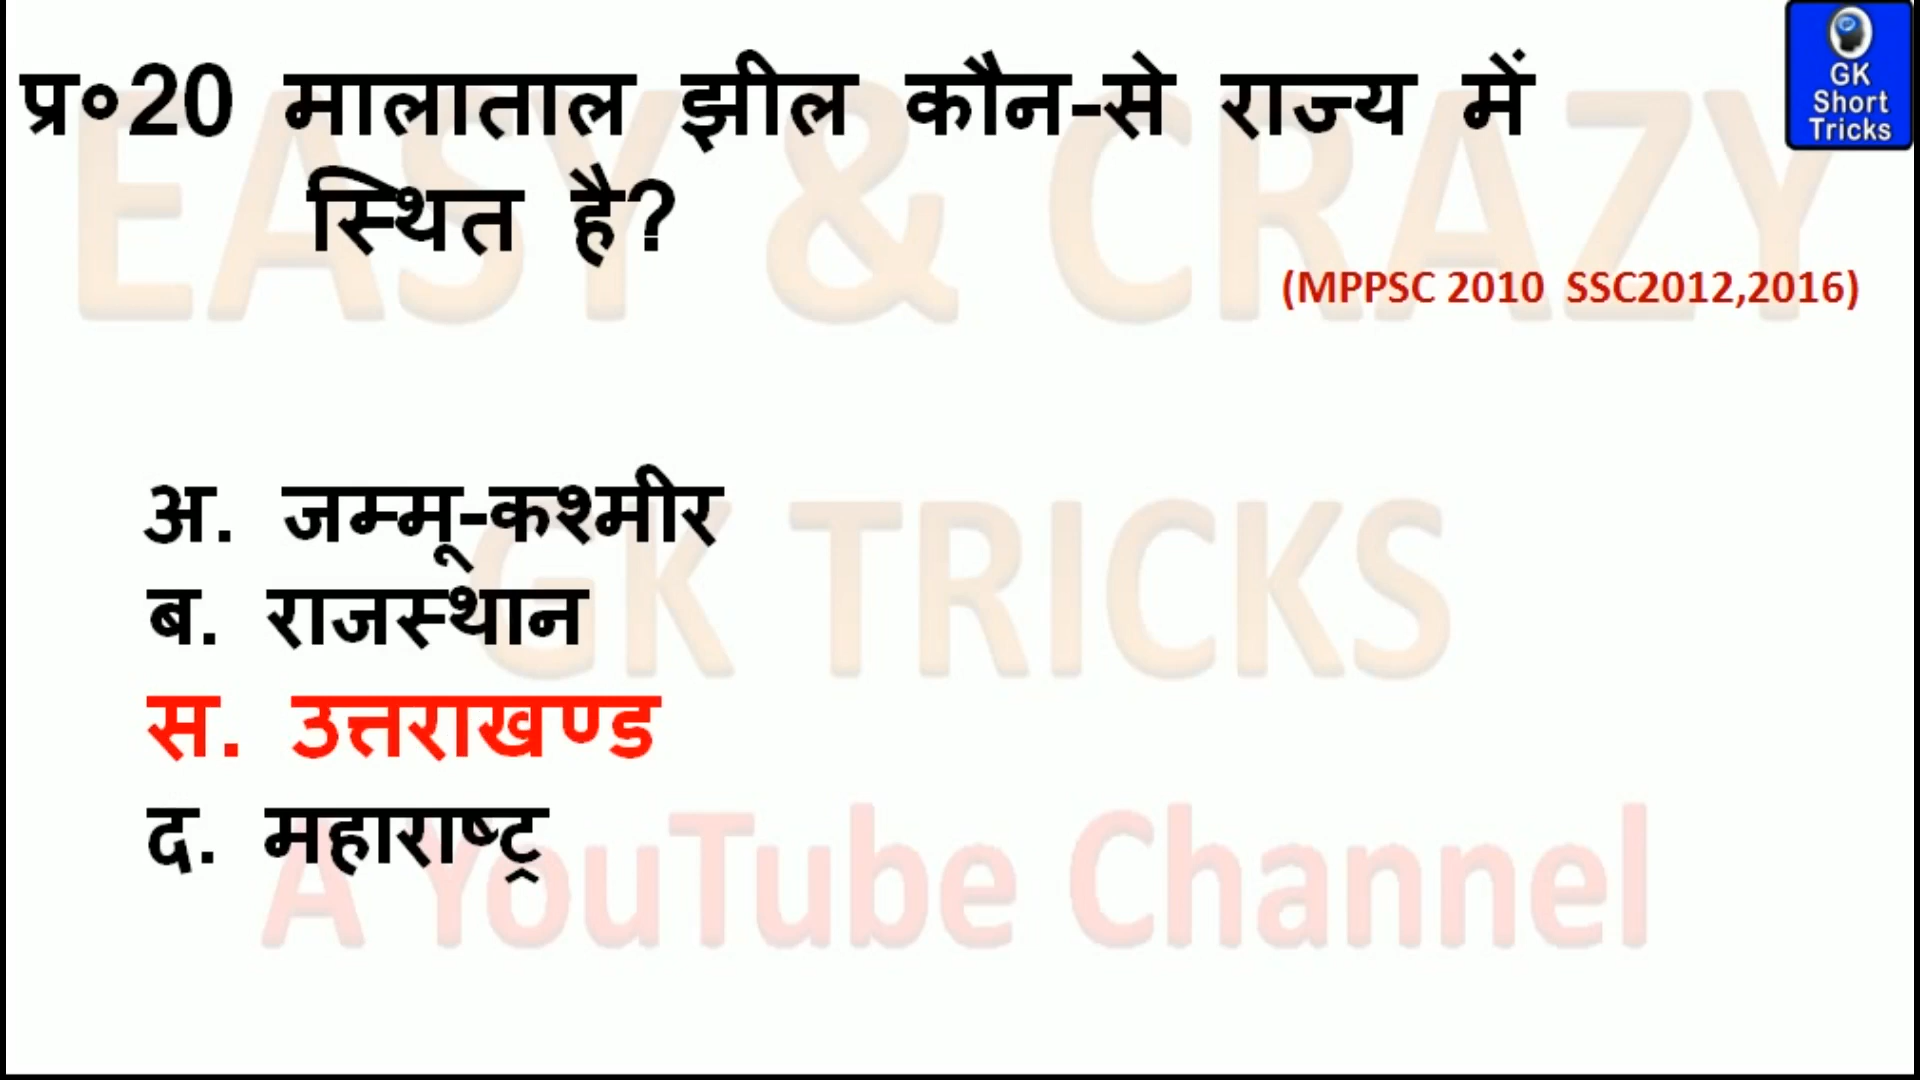 प्र॰20 मालाताल झील कौन-से राज्य में
स्थित है?
(MPPSC 2010 SSC2012,2016)
अ. जम्मू-कश्मीर
ब. राजस्थान
स. उत्तराखण्ड
द. महाराष्ट्र
GK
Short
Tricks
EASY & CRAZY
GK TRICKS
A YouTube Channel